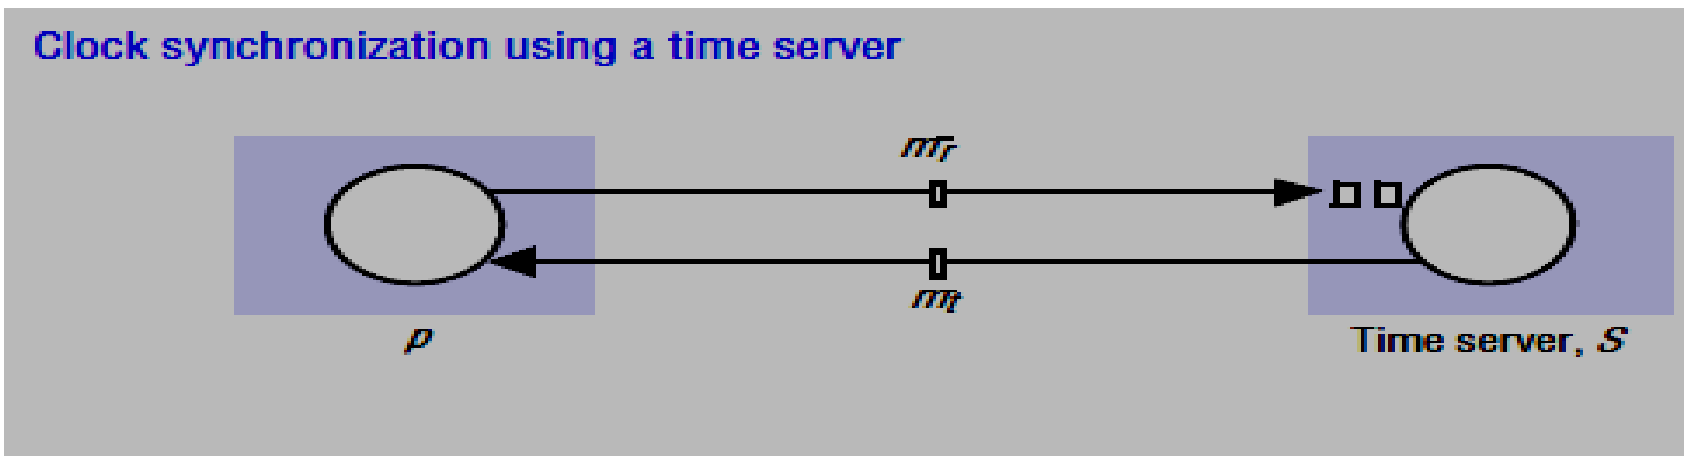 Clock synchronization using a time server
mr
mt
p
Time server, S